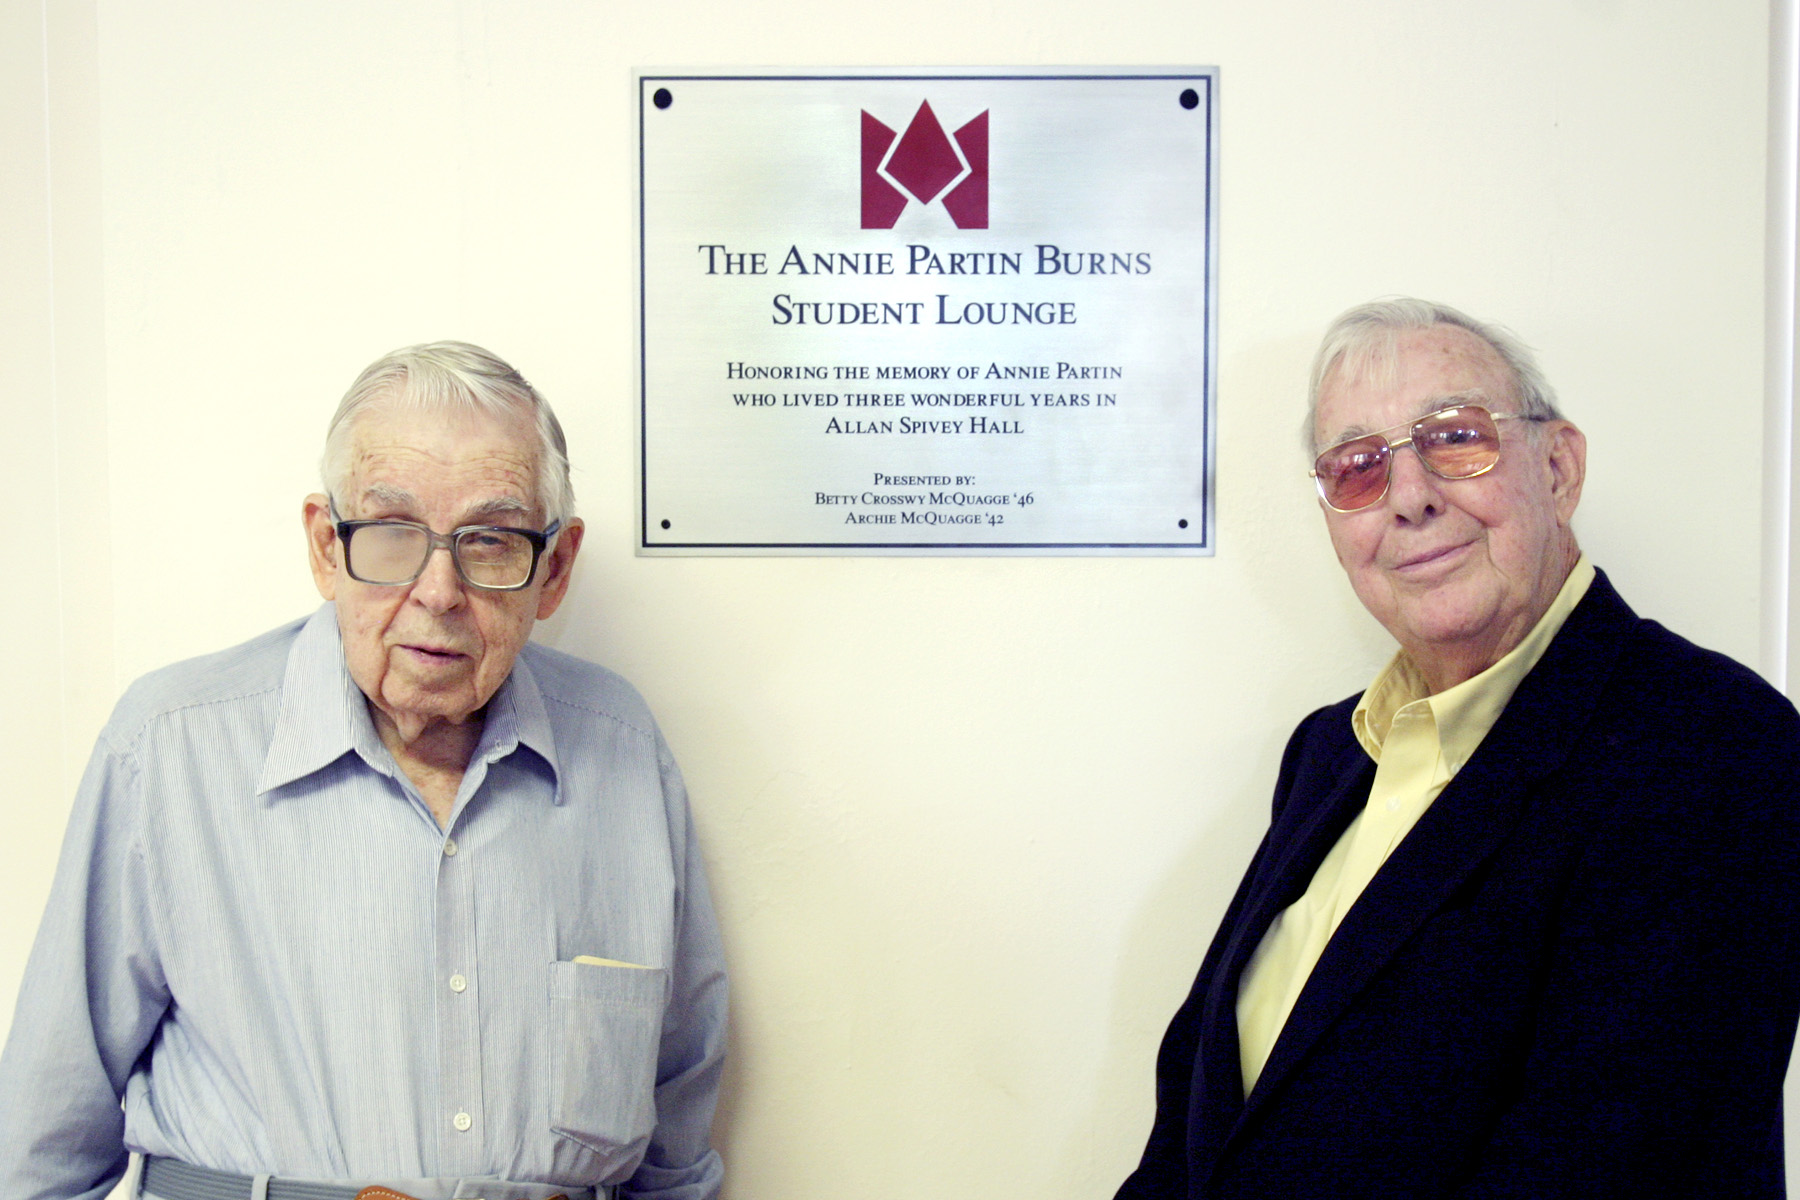 The Annie Partin Burns
Student Lounge
Honoring the memory of Annie Partin
who lived three wonderful years in
Allan Spivey Hall
Presented by:
Betty Crosswy McQuagge ‘46
Archie McQuagge ‘42